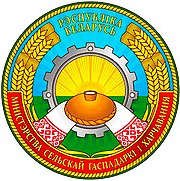 РЭСПУБЛІКА
БЕЛАРУСЬ
МІНІСТЭРСТВА СЕЛЬСКАЙ ГАСПАДАРКІ І ХАРЧАВАННЯ